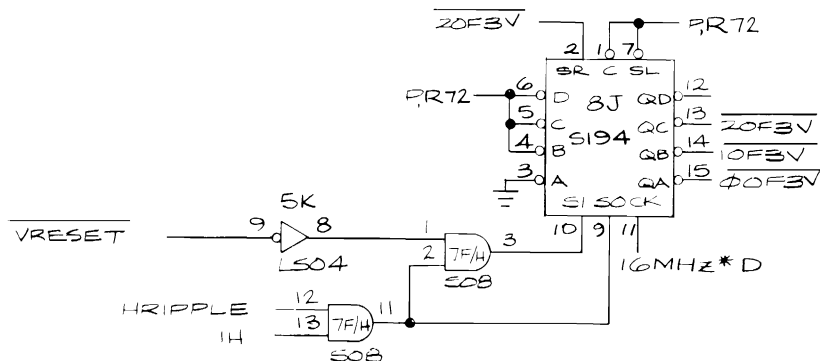 2OF3V P,R72
2 1 7
SR C SL
P,R72 6 D 8J QD 12
5 C S194 QC 13 2OF3V
4 B QB 14 1OF3V
3 A QA 15 ΦOF3V
S1 SO CK
5K 10 9 11
VRESET 9 8 1 7F/H 3 16MHZ*D
LS04 2 S08
HRIPPLE 12 7F/H 11
1H 13
S08